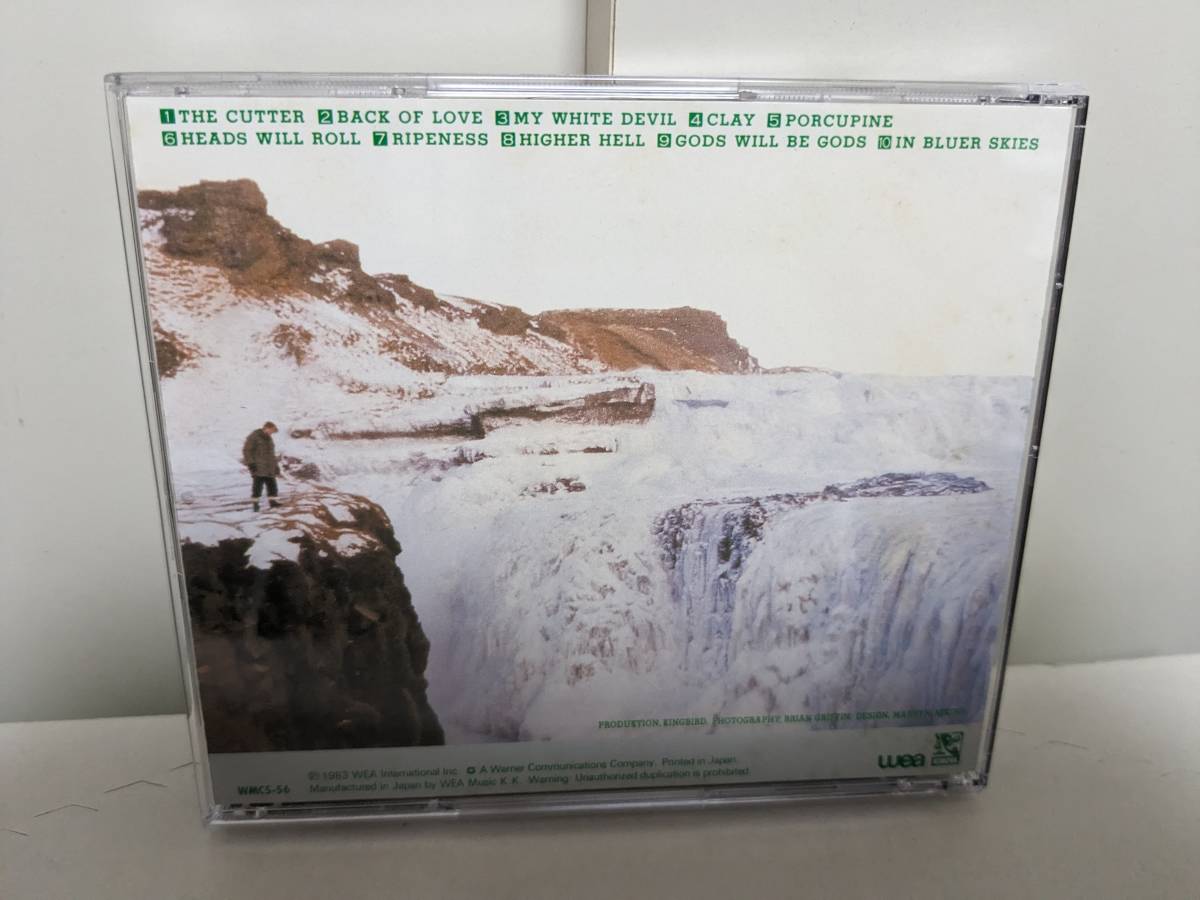 1 THE CUTTER 2 BACK OF LOVE 3 MY WHITE DEVIL 4 CLAY 5 PORCUPINE
6 HEADS WILL ROLL 7 RIPENESS 8 HIGHER HELL 9 GODS WILL BE GODS 10 IN BLUER SKIES
PRODUKTION, KINGBIRD. PHOTOGRAPHY, BRIAN GRIFFIN. DESIGN, MARTYN ATKINS.
wea
℗ 1983 WEA International Inc. A Warner Communications Company. Printed in Japan.
WMC5-56 Manufactured in Japan by WEA Music K.K. Warning: Unauthorized duplication is prohibited